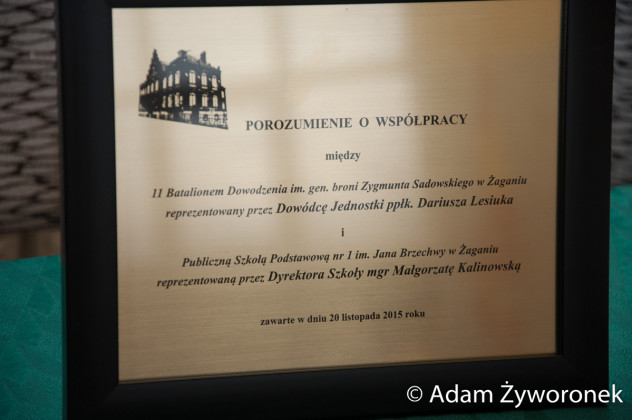 POROZUMIENIE O WSPÓŁPRACY
między
11 Batalionem Dowodzenia im. gen. broni Zygmunta Sadowskiego w Żaganiu
reprezentowany przez Dowódcę Jednostki ppłk. Dariusza Lesiuka
i
Publiczną Szkołą Podstawową nr 1 im. Jana Brzechwy w Żaganiu
reprezentowaną przez Dyrektora Szkoły mgr Małgorzatę Kalinowską
zawarte w dniu 20 listopada 2015 roku
© Adam Żyworonek